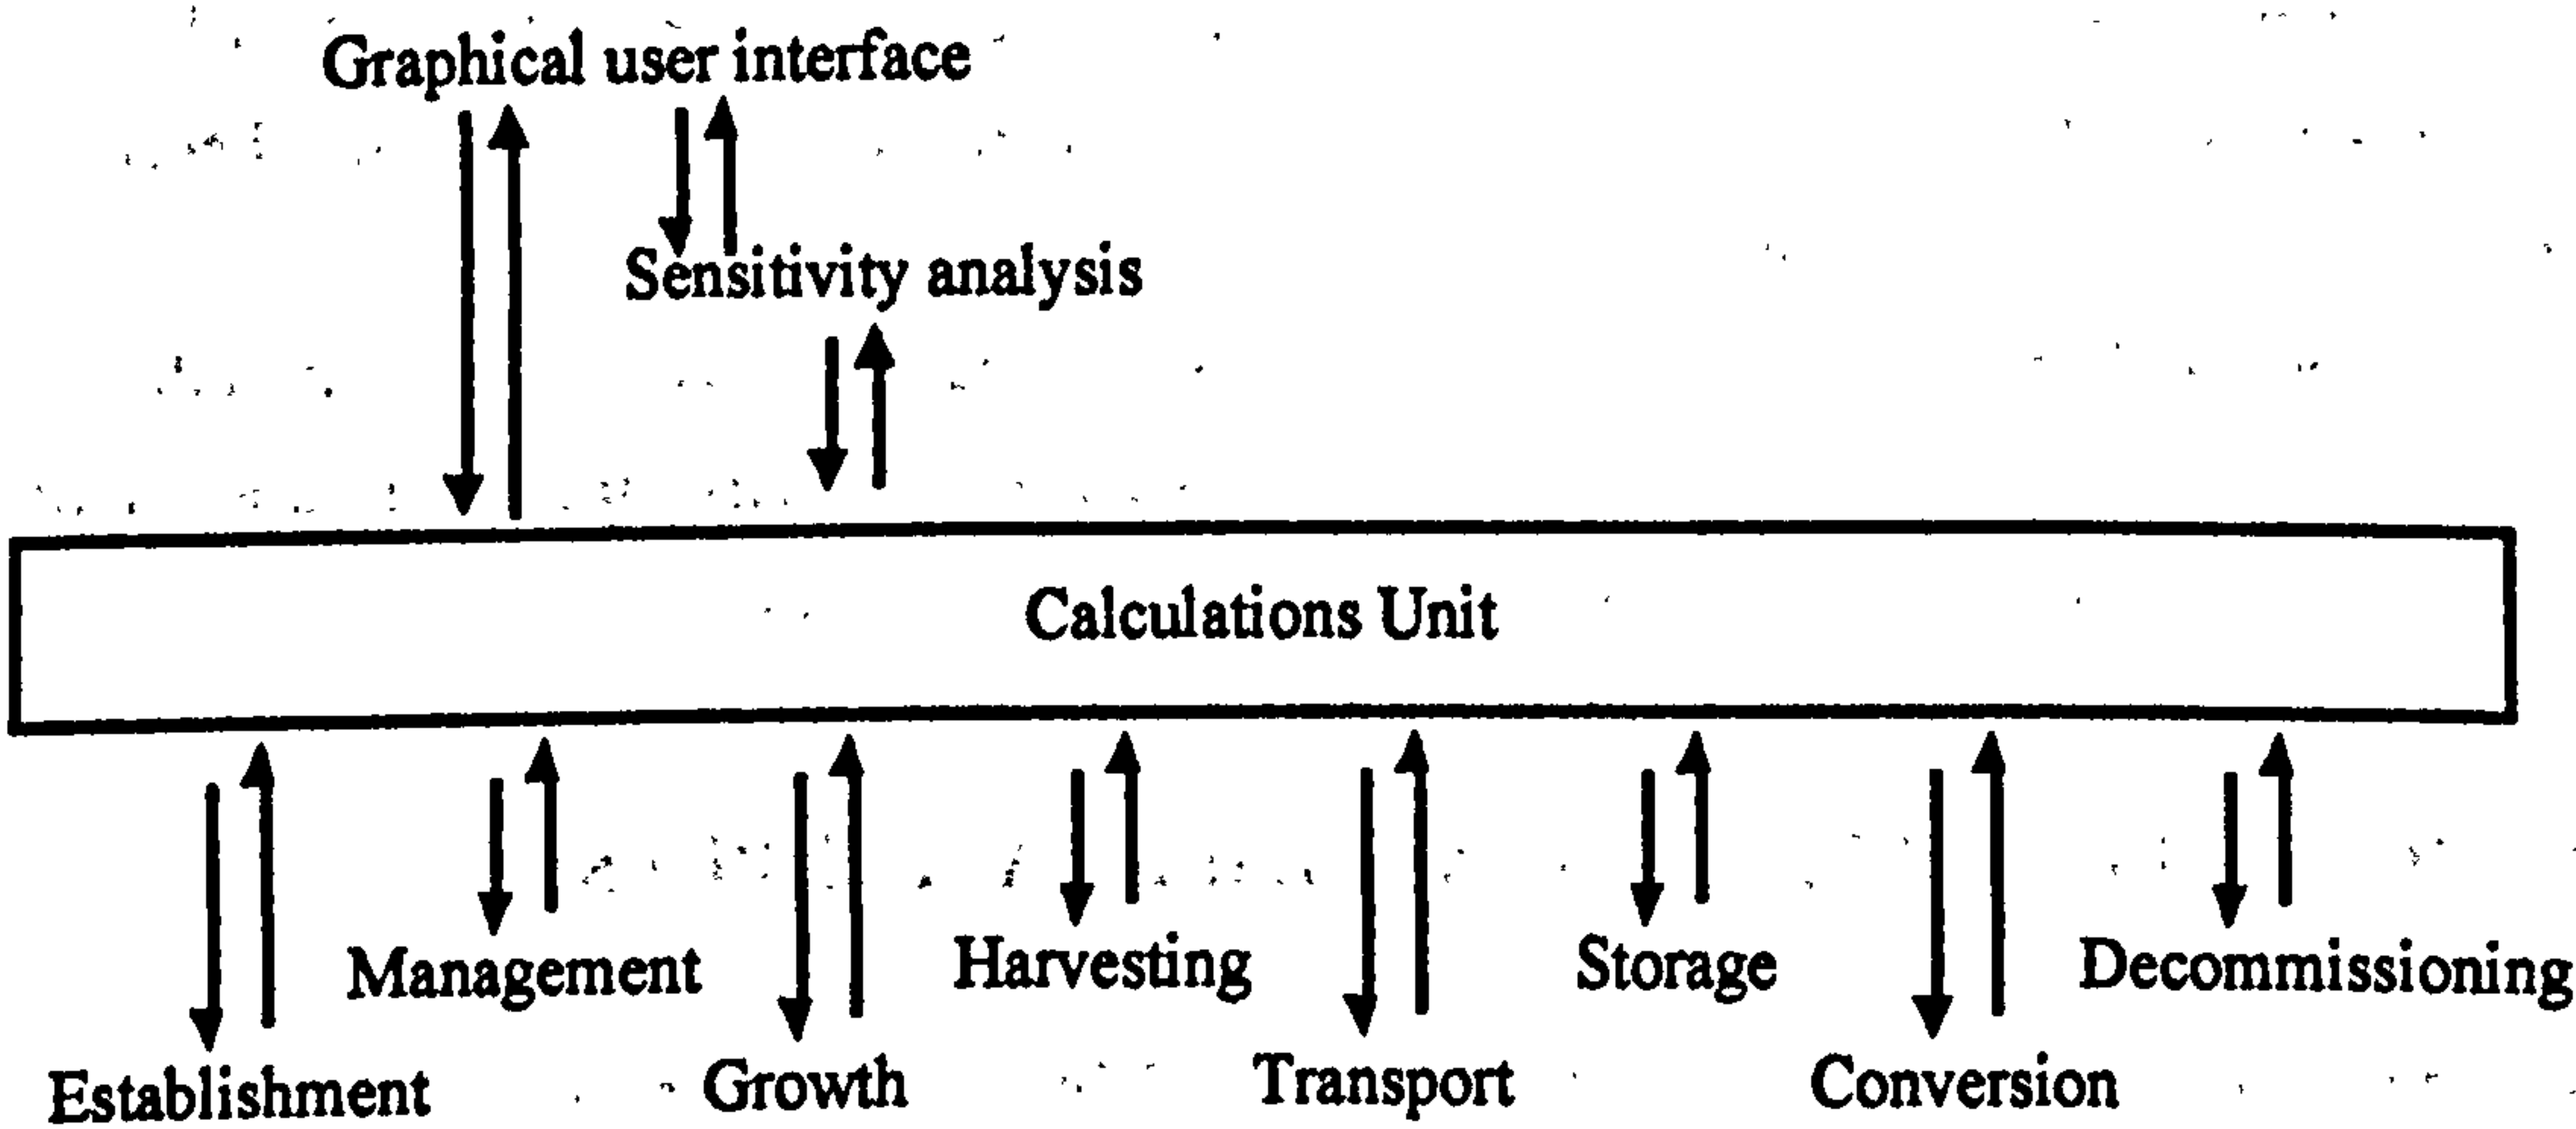 Graphical user interface
Sensitivity analysis
Calculations Unit
Management
Harvesting
Storage
Decommissioning
Establishment
Growth
Transport
Conversion